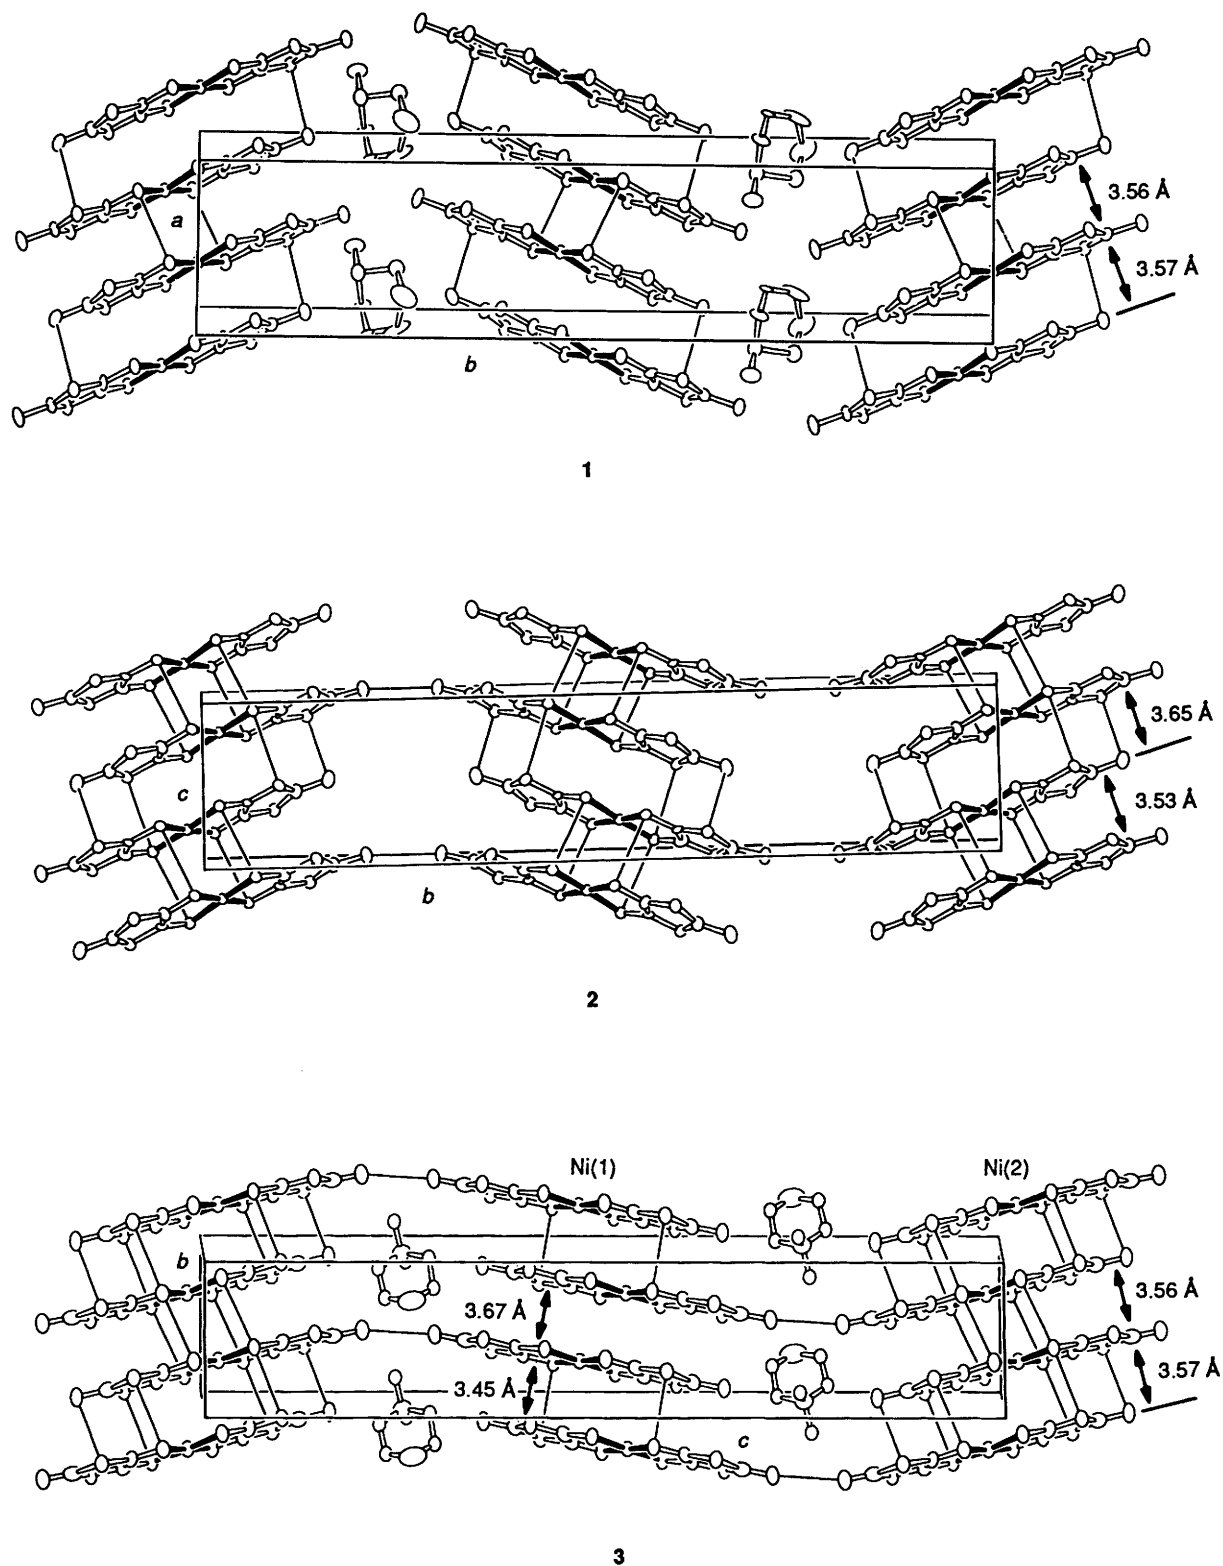 3.56 Å
a
3.57 Å
b
1
3.65 Å
c
3.53 Å
b
2
Ni(1) Ni(2)
b
3.67 Å
3.56 Å
3.45 Å
3.57 Å
c
3